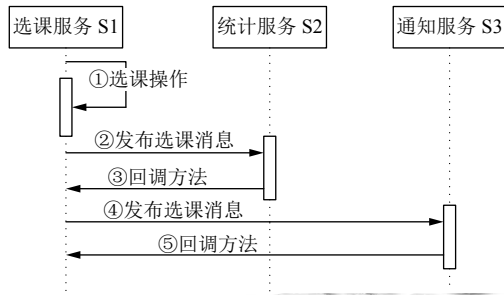 选课服务 S1
统计服务 S2
通知服务 S3
①选课操作
②发布选课消息
③回调方法
④发布选课消息
⑤回调方法